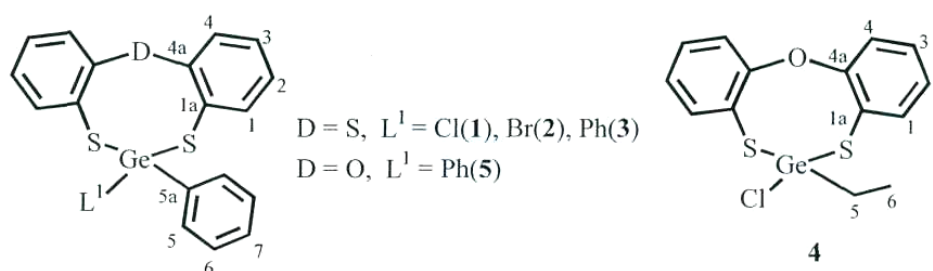 4
3
2
1
4a
1a
D
S
S
Ge
L¹
5a
5
6
7
D = S, L¹ = Cl(1), Br(2), Ph(3)
D = O, L¹ = Ph(5)
4
3
1
4a
1a
O
S
S
Ge
Cl
5
6
4